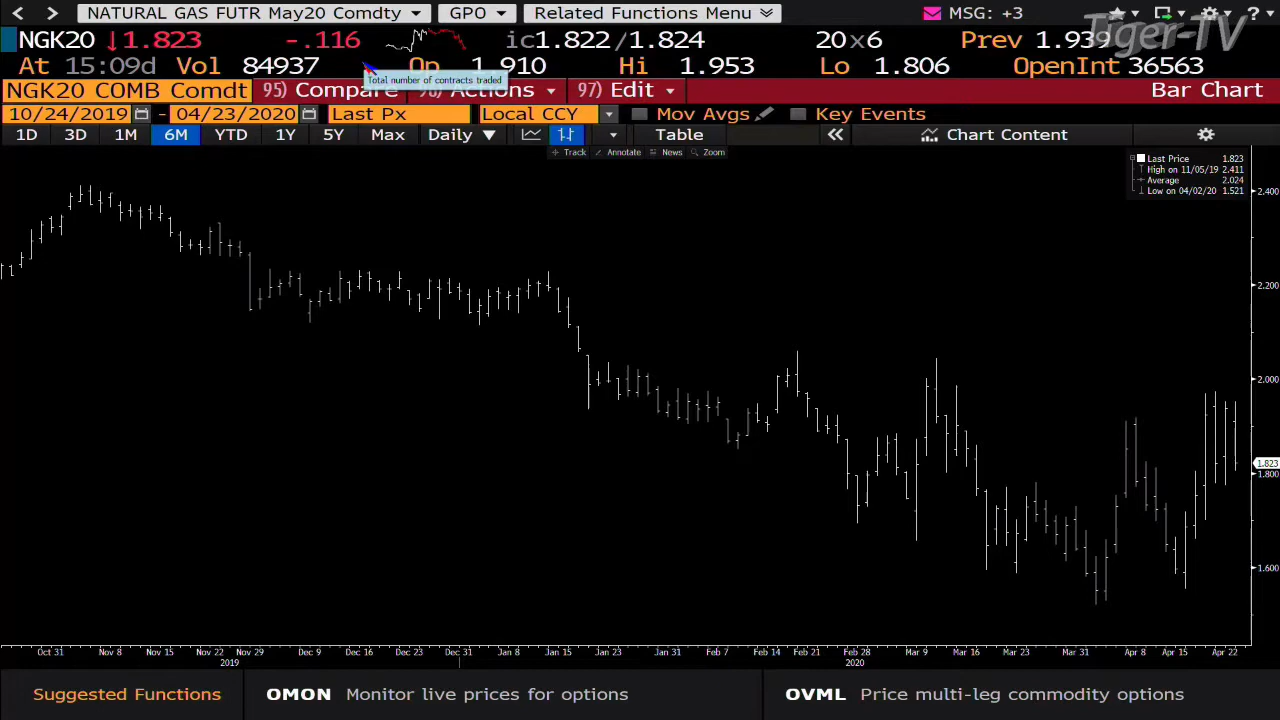 NATURAL GAS FUTR May20 Comdty GPO Related Functions Menu MSG: +3
Tiger-TV
NGK20 ↓1.823 -.116 ic1.822/1.824 20x6 Prev 1.939
At 15:09d Vol 84937 Op 1.910 Hi 1.953 Lo 1.806 OpenInt 36563
Total number of contracts traded
NGK20 COMB Comdt 95) Compare 96) Actions 97) Edit Bar Chart
10/24/2019 - 04/23/2020 Last Px Local CCY Mov Avgs Key Events
1D 3D 1M 6M YTD 1Y 5Y Max Daily ▼ Table « Chart Content
Track Annotate News Zoom
Last Price 1.823
High on 11/05/19 2.411
Average 2.024
Low on 04/02/20 1.521
2.400
2.200
2.000
1.823
1.800
1.600
Oct 31 Nov 8 Nov 15 Nov 22 Nov 29 Dec 9 Dec 16 Dec 23 Dec 31 Jan 8 Jan 15 Jan 23 Jan 31 Feb 7 Feb 14 Feb 21 Feb 28 Mar 9 Mar 16 Mar 23 Mar 31 Apr 8 Apr 15 Apr 22
2019 2020
Suggested Functions OMON Monitor live prices for options OVML Price multi-leg commodity options